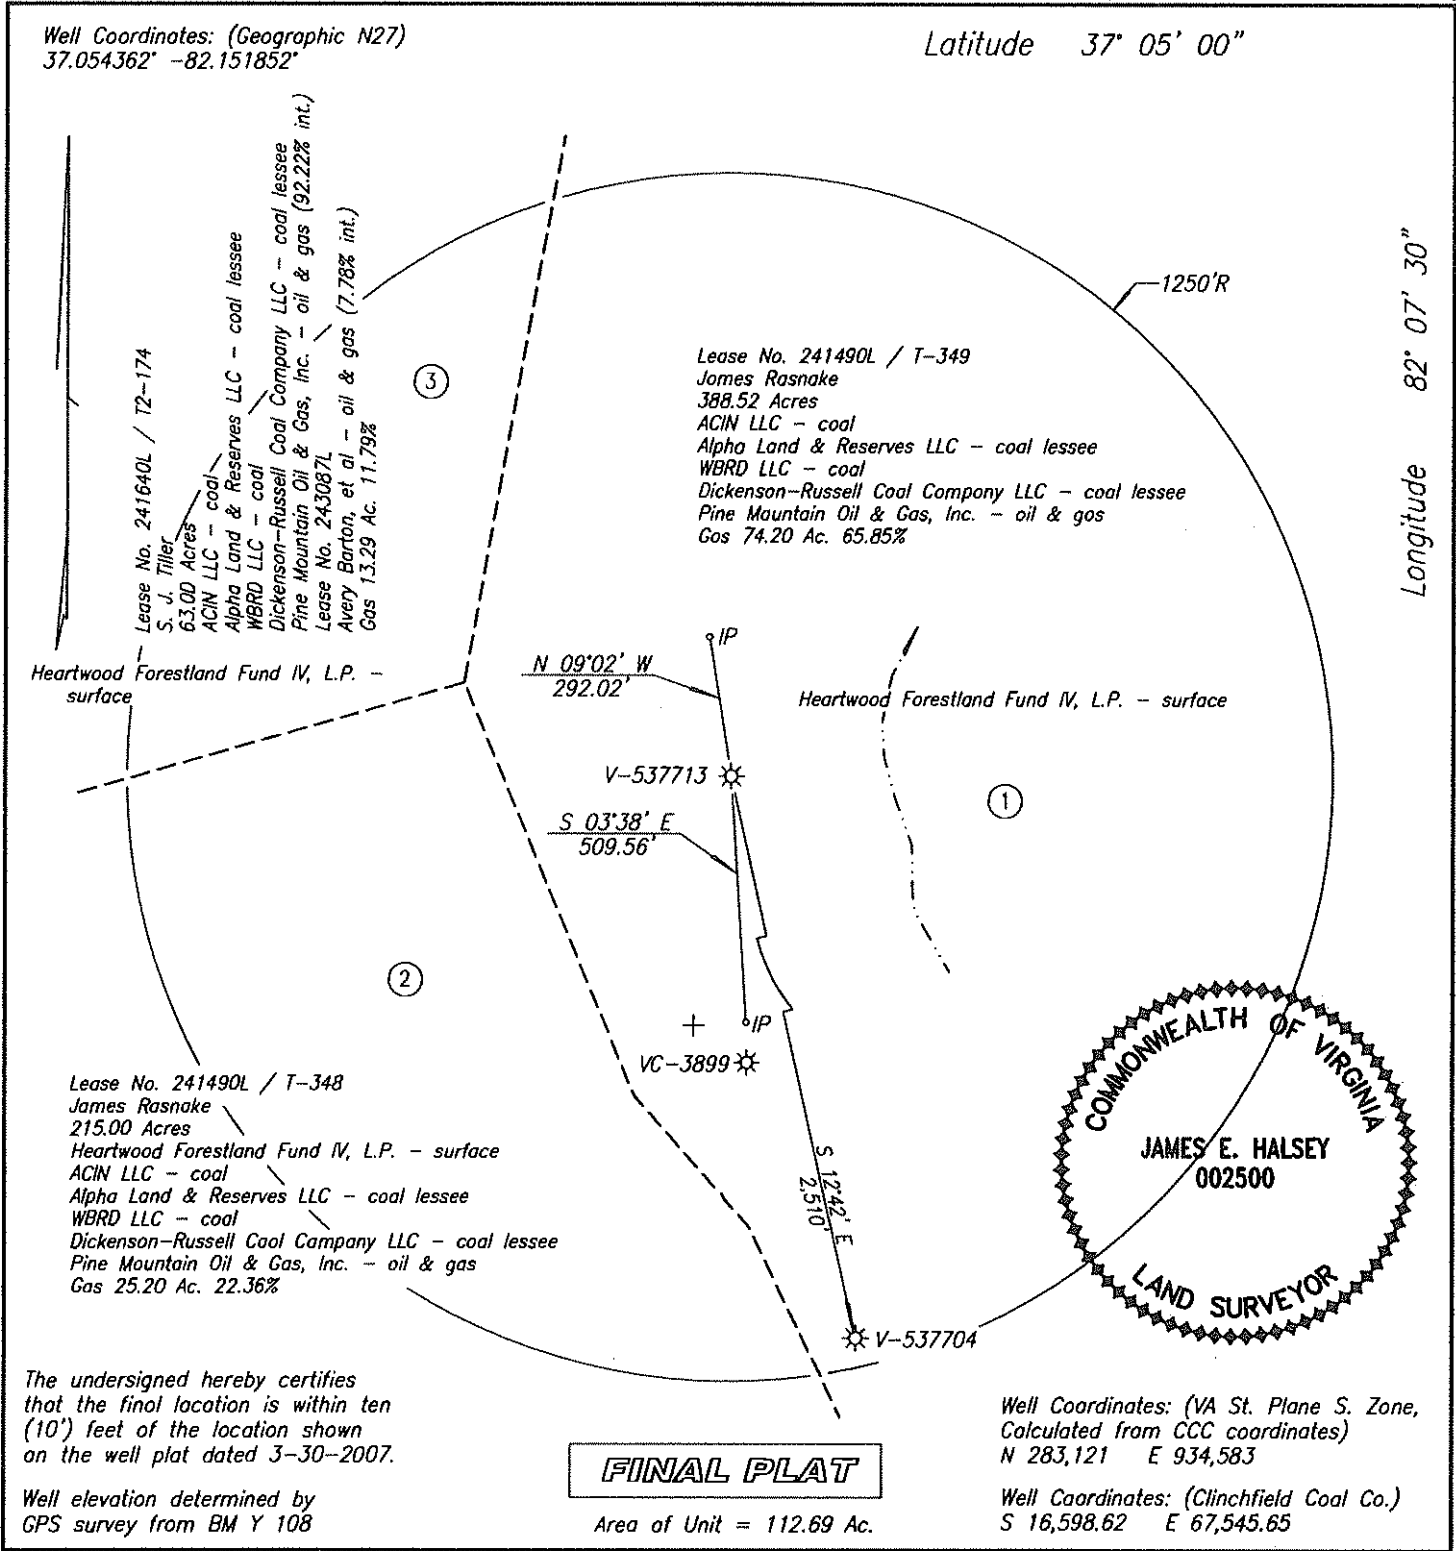 Well Coordinates: (Geographic N27)
37.054362° -82.151852°
Latitude 37° 05' 00"
Longitude 82° 07' 30"
Lease No. 241640L / T2-174
S. J. Tiller
63.00 Acres
ACIN LLC - coal
Alpha Land & Reserves LLC - coal lessee
WBRD LLC - coal
Dickenson-Russell Coal Company LLC - coal lessee
Pine Mountain Oil & Gas, Inc. - oil & gas (92.22% int.)
Lease No. 243087L
Avery Barton, et al - oil & gas (7.78% int.)
Gas 13.29 Ac. 11.79%
Heartwood Forestland Fund IV, L.P. -
surface
3
1250'R
Lease No. 241490L / T-349
James Rasnake
388.52 Acres
ACIN LLC - coal
Alpha Land & Reserves LLC - coal lessee
WBRD LLC - coal
Dickenson-Russell Coal Company LLC - coal lessee
Pine Mountain Oil & Gas, Inc. - oil & gas
Gas 74.20 Ac. 65.85%
IP
N 09°02' W
292.02'
Heartwood Forestland Fund IV, L.P. - surface
V-537713
1
S 03°38' E
509.56'
2
IP
VC-3899
S 12°42' E
2,510'
V-537704
Lease No. 241490L / T-348
James Rasnake
215.00 Acres
Heartwood Forestland Fund IV, L.P. - surface
ACIN LLC - coal
Alpha Land & Reserves LLC - coal lessee
WBRD LLC - coal
Dickenson-Russell Coal Company LLC - coal lessee
Pine Mountain Oil & Gas, Inc. - oil & gas
Gas 25.20 Ac. 22.36%
COMMONWEALTH OF VIRGINIA
JAMES E. HALSEY
002500
LAND SURVEYOR
The undersigned hereby certifies
that the final location is within ten
(10') feet of the location shown
on the well plat dated 3-30-2007.
Well elevation determined by
GPS survey from BM Y 108
FINAL PLAT
Area of Unit = 112.69 Ac.
Well Coordinates: (VA St. Plane S. Zone,
Calculated from CCC coordinates)
N 283,121 E 934,583
Well Coordinates: (Clinchfield Coal Co.)
S 16,598.62 E 67,545.65